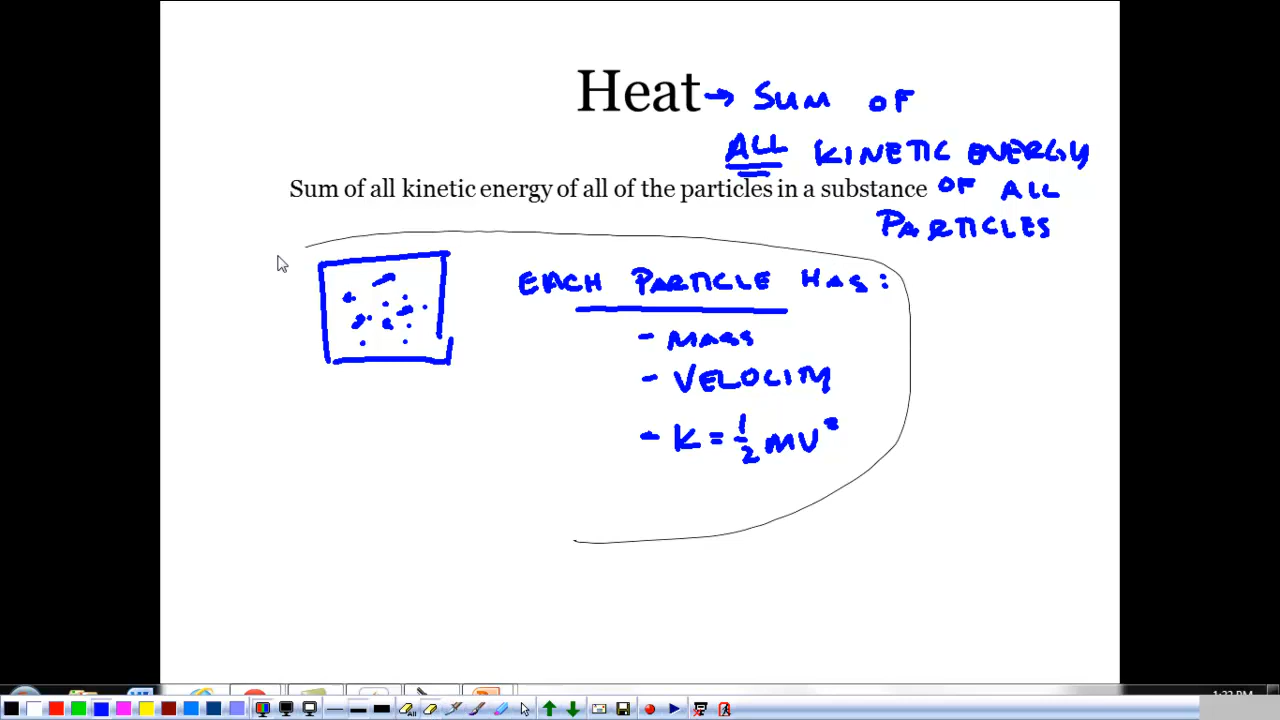 Heat → SUM OF
ALL KINETIC ENERGY
Sum of all kinetic energy of all of the particles in a substance OF ALL
PARTICLES
EACH PARTICLE HAS:
- MASS
- VELOCITY
- K = 1/2 MV²